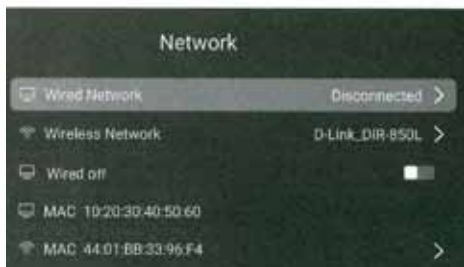 Network
Wired Network Disconnected
Wireless Network D-Link_DIR-850L
Wired off
MAC 10:20:30:40:50:60
MAC 44:01:BB:33:96:F4